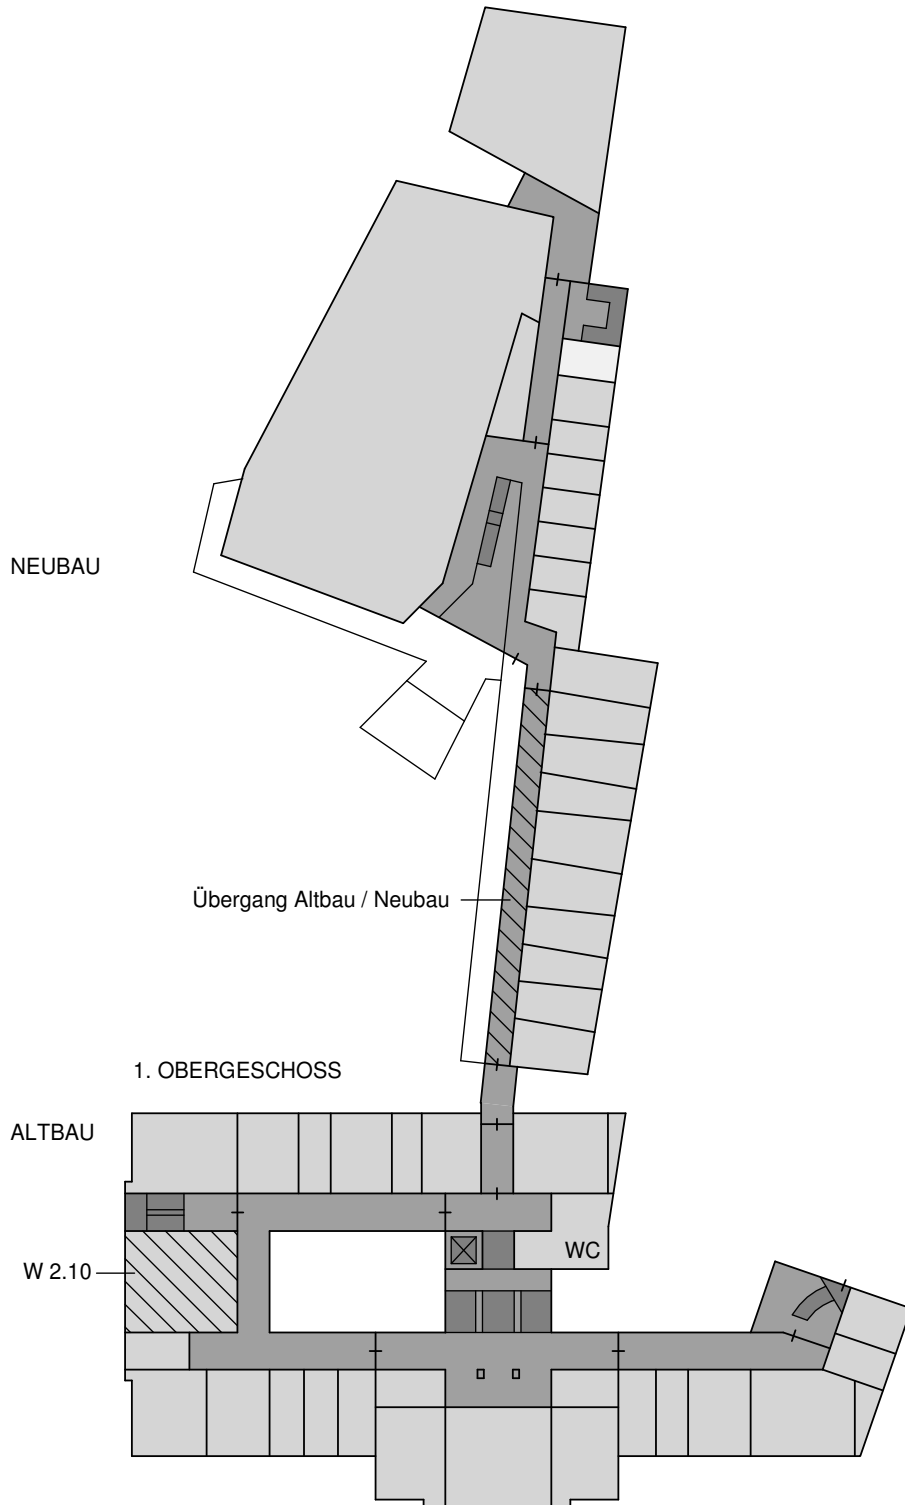 NEUBAU
Übergang Altbau / Neubau
1. OBERGESCHOSS
ALTBAU
WC
W 2.10